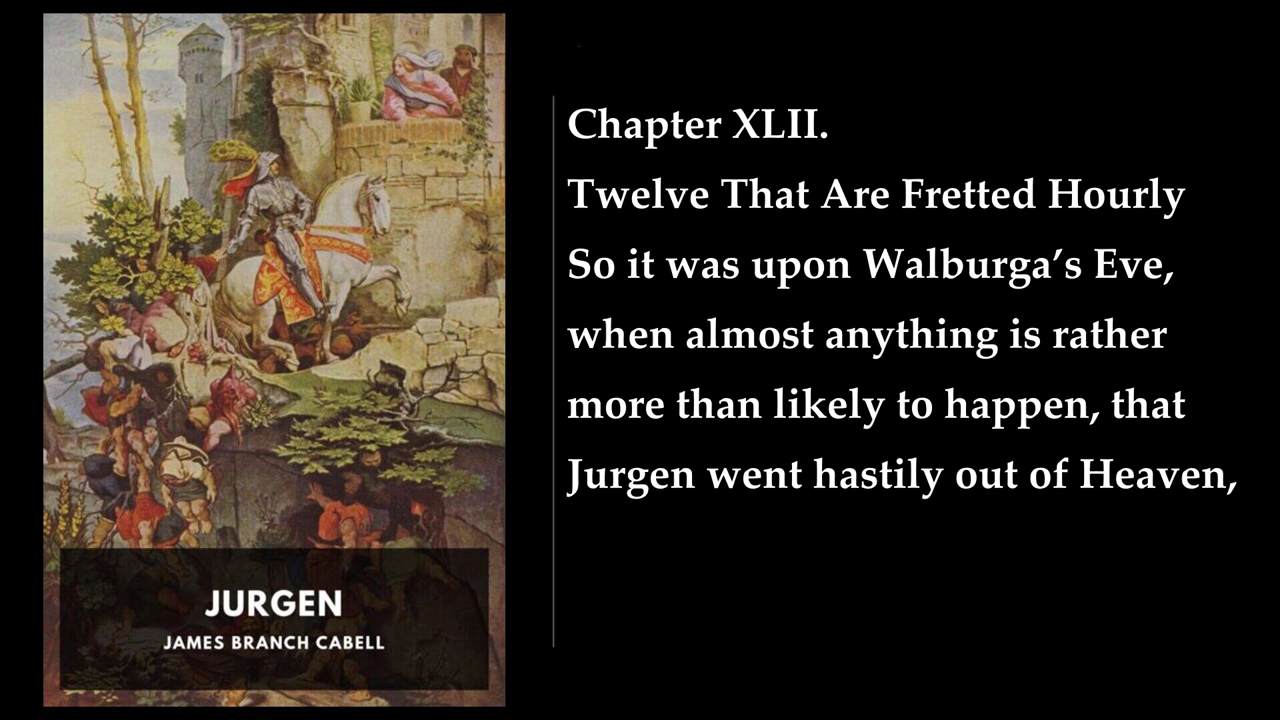 JURGEN
JAMES BRANCH CABELL
Chapter XLII.
Twelve That Are Fretted Hourly
So it was upon Walburga’s Eve,
when almost anything is rather
more than likely to happen, that
Jurgen went hastily out of Heaven,